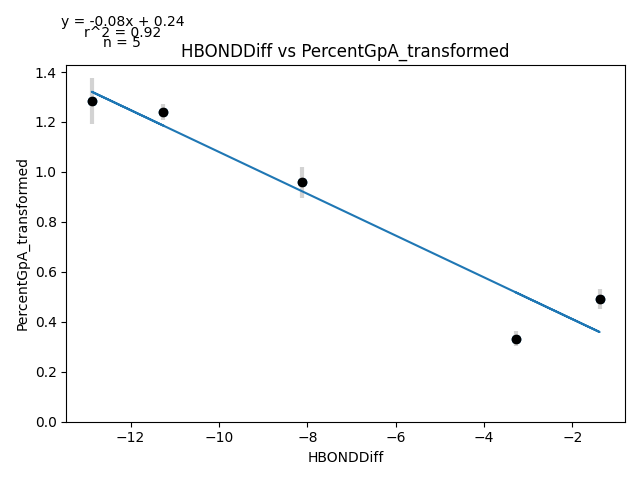 y = -0.08x + 0.24
r^2 = 0.92
n = 5
HBONDDiff vs PercentGpA_transformed
PercentGpA_transformed
1.4
1.2
1.0
0.8
0.6
0.4
0.2
0.0
−12
−10
−8
−6
−4
−2
HBONDDiff